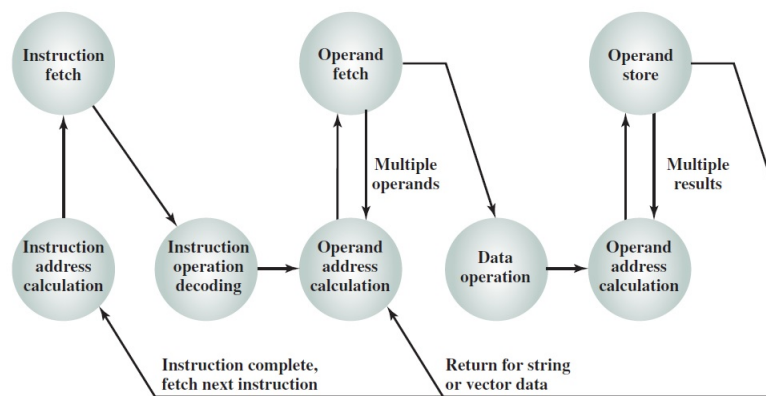 Instruction
fetch
Operand
fetch
Operand
store
Multiple
operands
Multiple
results
Instruction
address
calculation
Instruction
operation
decoding
Operand
address
calculation
Data
operation
Operand
address
calculation
Instruction complete,
fetch next instruction
Return for string
or vector data